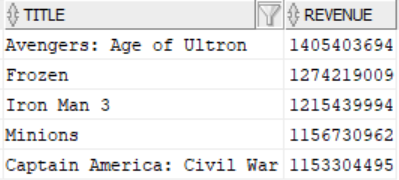 TITLE REVENUE
Avengers: Age of Ultron 1405403694
Frozen 1274219009
Iron Man 3 1215439994
Minions 1156730962
Captain America: Civil War 1153304495